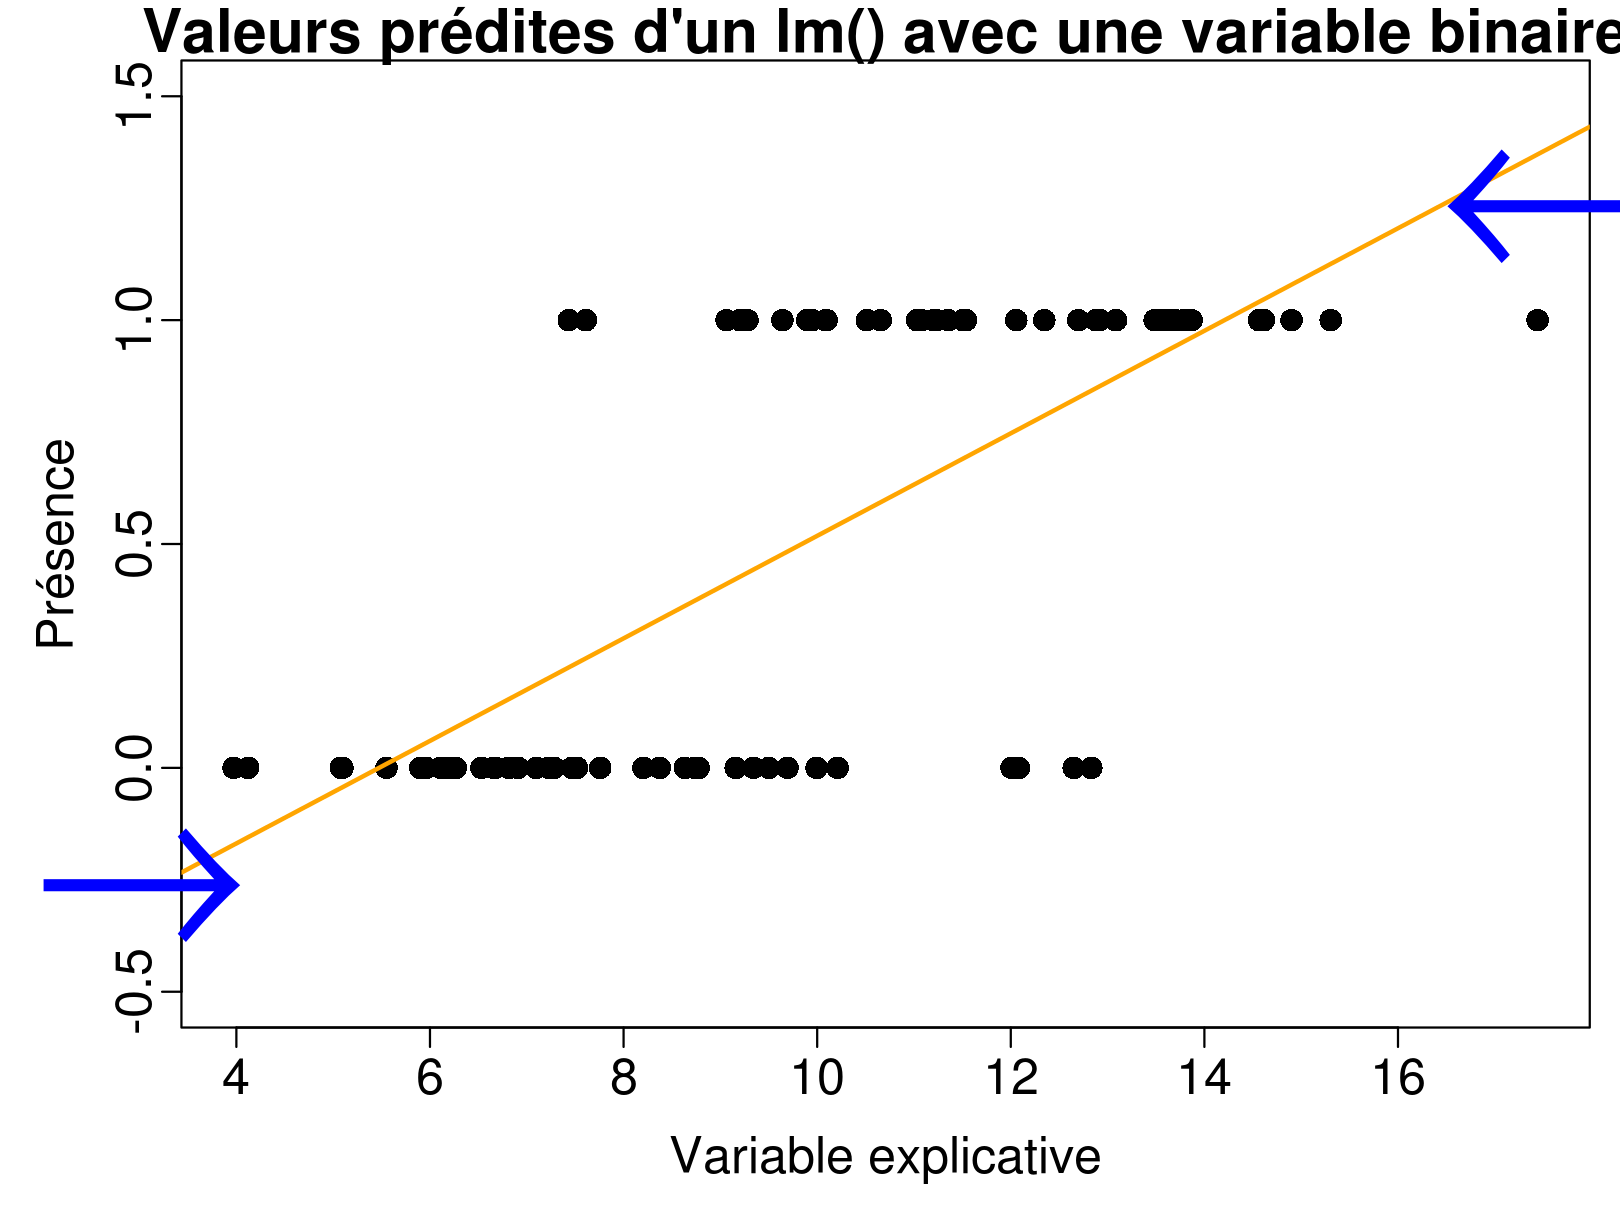 Valeurs prédites d'un lm() avec une variable binaire
1.5
1.0
0.5
0.0
-0.5
Présence
4 6 8 10 12 14 16
Variable explicative